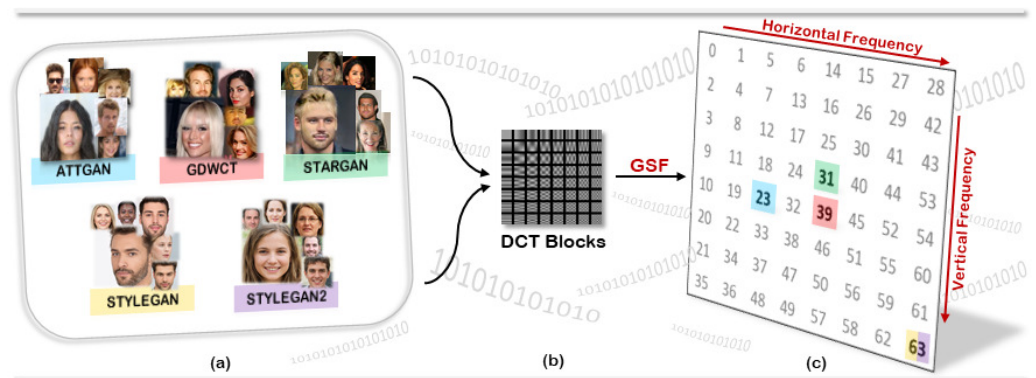 ATTGAN
GDWCT
STARGAN
STYLEGAN
STYLEGAN2
(a)
DCT Blocks
(b)
GSF
Horizontal Frequency
Vertical Frequency
0 1 5 6 14 15 27 28
2 4 7 13 16 26 29 42
3 8 12 17 25 30 41 43
9 11 18 24 31 40 44 53
10 19 23 32 39 45 52 54
20 22 33 38 46 51 55 60
21 34 37 47 50 56 59 61
35 36 48 49 57 58 62 63
(c)